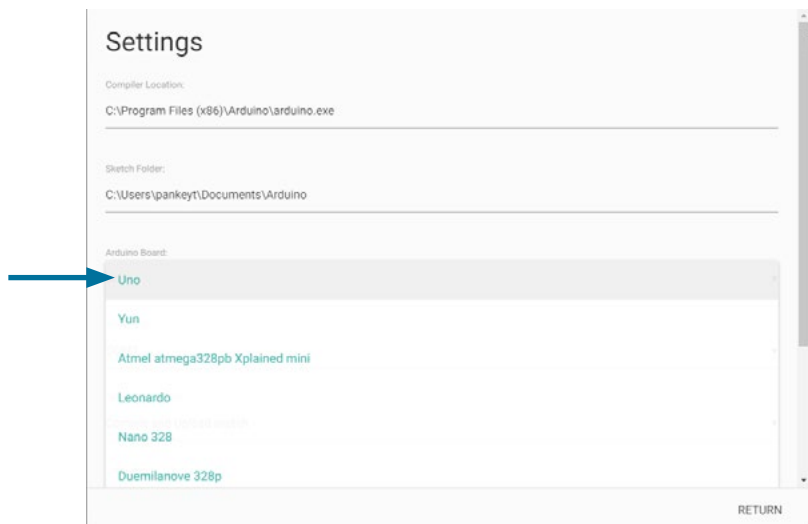 Settings
Compiler Location:
C:\Program Files (x86)\Arduino\arduino.exe
Sketch Folder:
C:\Users\pankeyt\Documents\Arduino
Arduino Board:
Uno
Yun
Atmel atmega328pb Xplained mini
Leonardo
Nano 328
Duemilanove 328p
RETURN